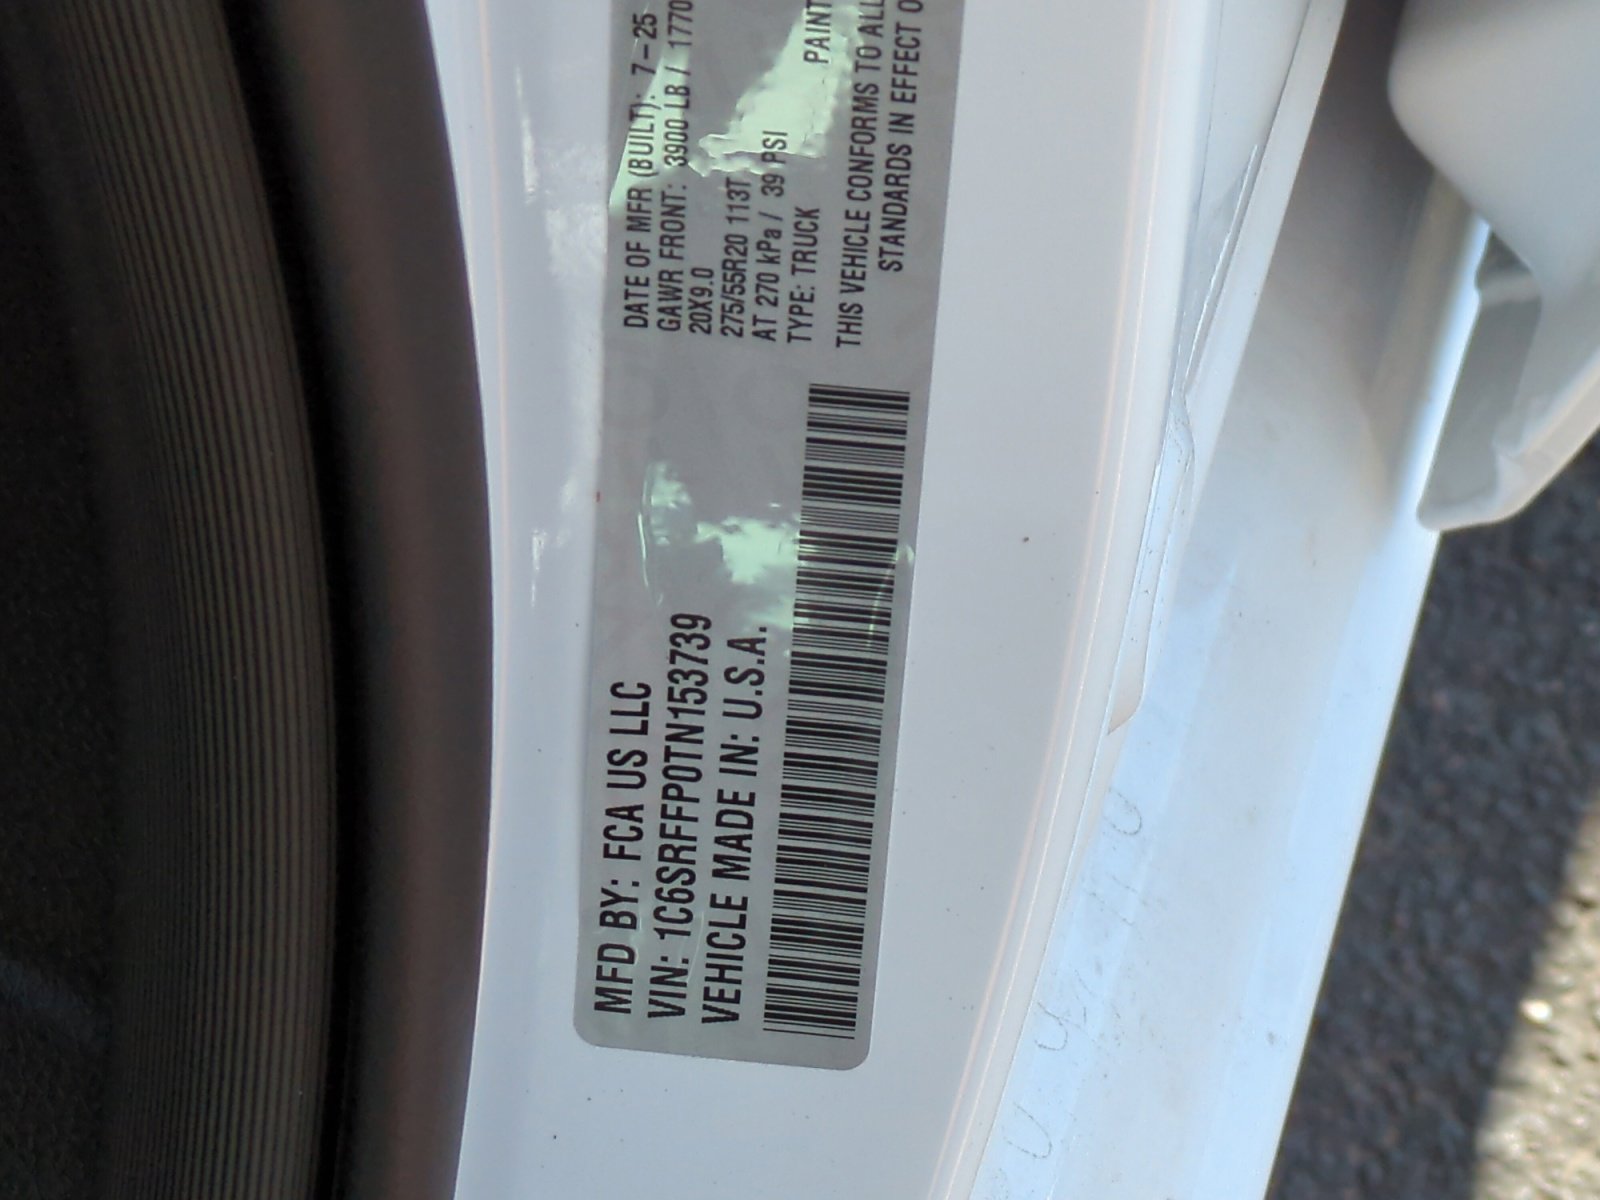 MFD BY: FCA US LLC
VIN: 1C6SRFFP0TN153739
VEHICLE MADE IN: U.S.A.
DATE OF MFR (BUILT): 7-25
GAWR FRONT: 3900 LB / 1770
20X9.0
275/55R20 113T
AT 270 kPa / 39 PSI
TYPE: TRUCK
PAINT
THIS VEHICLE CONFORMS TO ALL
STANDARDS IN EFFECT O